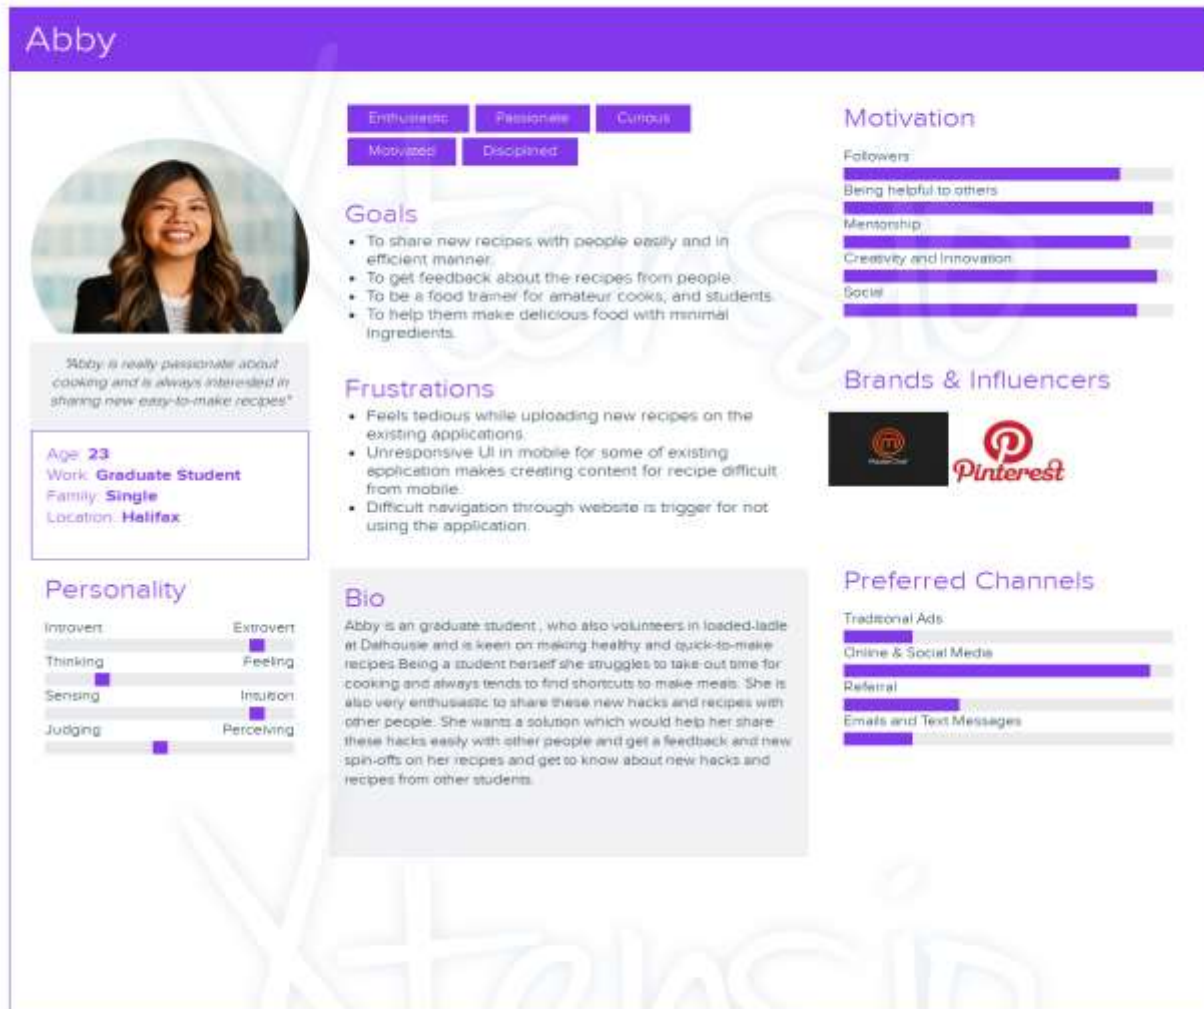 Abby
Enthusiastic Passionate Curious
Motivated Disciplined
"Abby is really passionate about
cooking and is always interested in
sharing new easy-to-make recipes"
Age: 23
Work: Graduate Student
Family: Single
Location: Halifax
Personality
Introvert Extrovert
Thinking Feeling
Sensing Intuition
Judging Perceiving
Goals
• To share new recipes with people easily and in
efficient manner.
• To get feedback about the recipes from people.
• To be a food trainer for amateur cooks, and students.
• To help them make delicious food with minimal
Ingredients.
Frustrations
• Feels tedious while uploading new recipes on the
existing applications.
• Unresponsive UI in mobile for some of existing
application makes creating content for recipe difficult
from mobile.
• Difficult navigation through website is trigger for not
using the application.
Bio
Abby is an graduate student , who also volunteers in loaded-ladle
at Dalhousie and is keen on making healthy and quick-to-make
recipes Being a student herself she struggles to take out time for
cooking and always tends to find shortcuts to make meals. She is
also very enthusiastic to share these new hacks and recipes with
other people. She wants a solution which would help her share
these hacks easily with other people and get a feedback and new
spin-offs on her recipes and get to know about new hacks and
recipes from other students.
Motivation
Followers
Being helpful to others
Mentorship
Creativity and Innovation
Social
Brands & Influencers
MasterChef
Pinterest
Preferred Channels
Traditional Ads
Online & Social Media
Referral
Emails and Text Messages
Xtensio
Xtensio